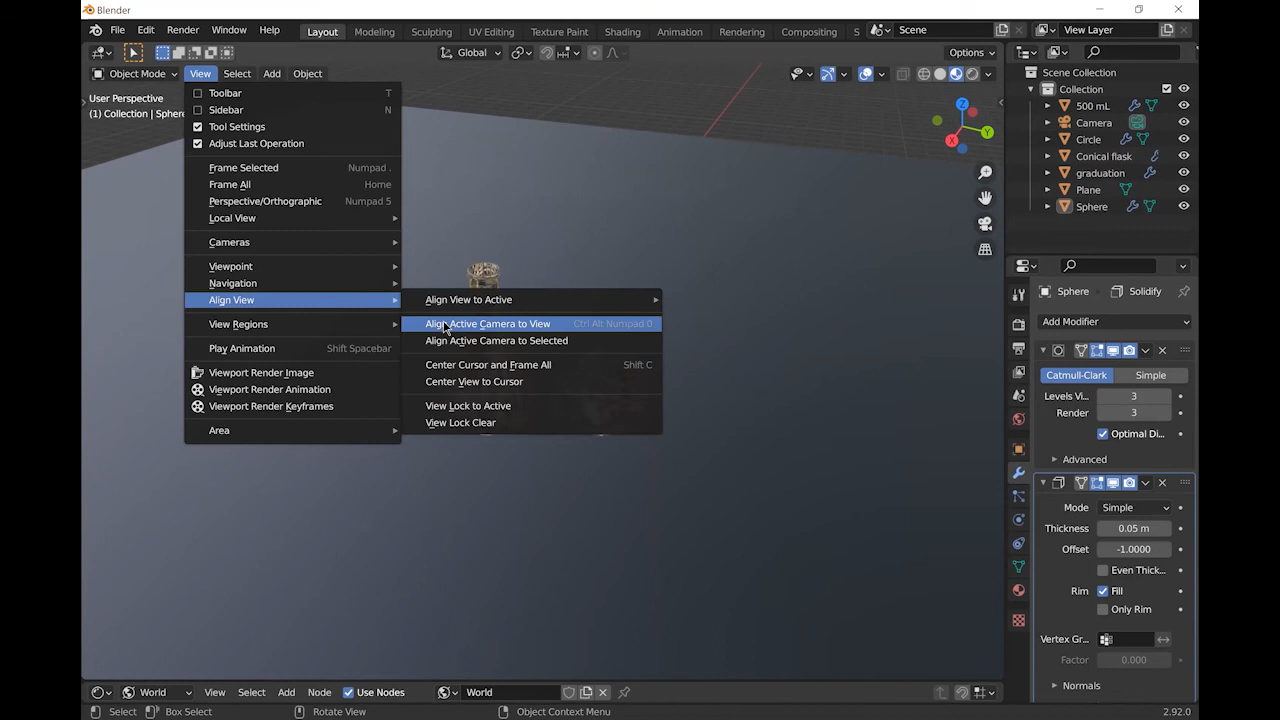 Blender
File Edit Render Window Help Layout Modeling Sculpting UV Editing Texture Paint Shading Animation Rendering Compositing S Scene View Layer
Global Options
Object Mode View Select Add Object
User Perspective
(1) Collection | Sphere
Toolbar T
Sidebar N
Tool Settings
Adjust Last Operation
Frame Selected Numpad .
Frame All Home
Perspective/Orthographic Numpad 5
Local View
Cameras
Viewpoint
Navigation
Align View
View Regions
Play Animation Shift Spacebar
Viewport Render Image
Viewport Render Animation
Viewport Render Keyframes
Area
Align View to Active
Align Active Camera to View Ctrl Alt Numpad 0
Align Active Camera to Selected
Center Cursor and Frame All Shift C
Center View to Cursor
View Lock to Active
View Lock Clear
Z
Y
X
Scene Collection
Collection
500 mL
Camera
Circle
Conical flask
graduation
Plane
Sphere
Sphere Solidify
Add Modifier
Catmull-Clark Simple
Levels Vi... 3
Render 3
Optimal Di...
Advanced
Mode Simple
Thickness 0.05 m
Offset -1.0000
Even Thick...
Rim Fill
Only Rim
Vertex Gr...
Factor 0.000
Normals
World View Select Add Node Use Nodes World
Select Box Select Rotate View Object Context Menu 2.92.0